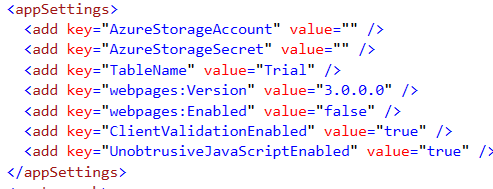 <appSettings>
<add key="AzureStorageAccount" value="" />
<add key="AzureStorageSecret" value="" />
<add key="TableName" value="Trial" />
<add key="webpages:Version" value="3.0.0.0" />
<add key="webpages:Enabled" value="false" />
<add key="ClientValidationEnabled" value="true" />
<add key="UnobtrusiveJavaScriptEnabled" value="true" />
</appSettings>